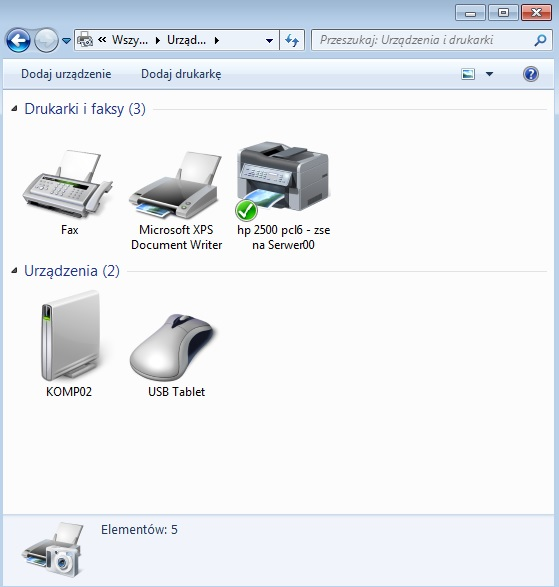 « Wszy... Urząd...
Przeszukaj: Urządzenia i drukarki
Dodaj urządzenie Dodaj drukarkę
Drukarki i faksy (3)
Fax
Microsoft XPS
Document Writer
hp 2500 pcl6 - zse
na Serwer00
Urządzenia (2)
KOMP02
USB Tablet
Elementów: 5